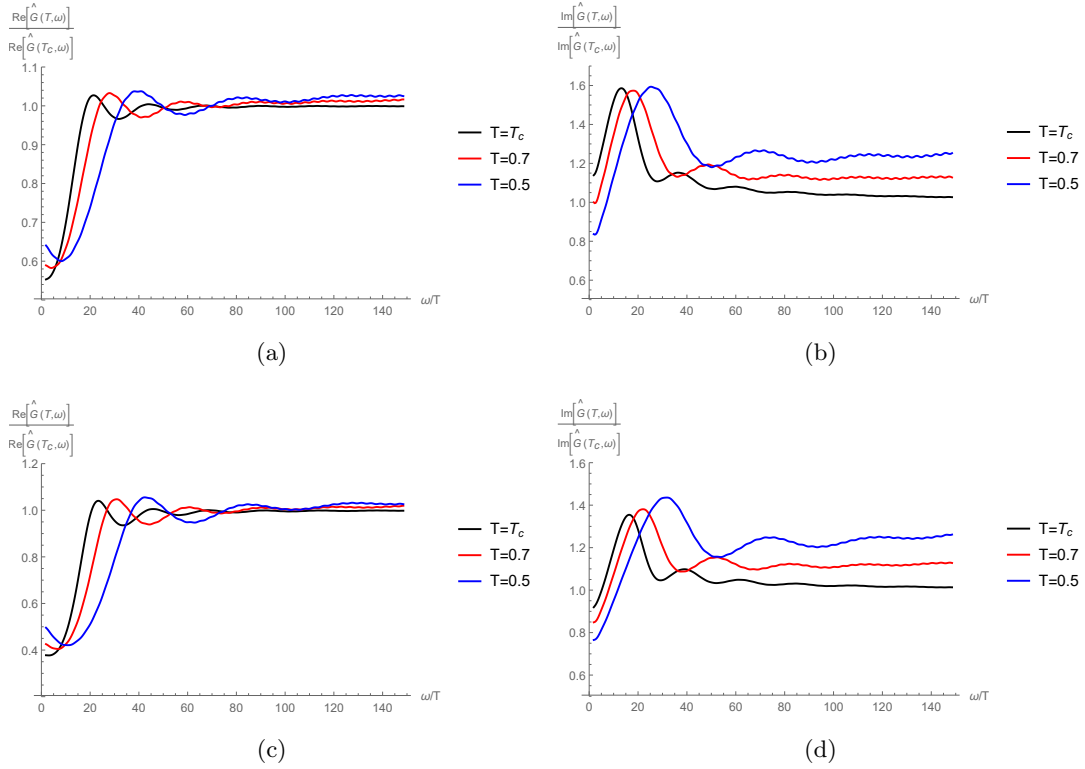 Re[Ĝ(T,ω)]
Re[Ĝ(T_c,ω)]
1.1
1.0
0.9
0.8
0.7
0.6
0 20 40 60 80 100 120 140
ω/T
T=T_c
T=0.7
T=0.5
(a)
Im[Ĝ(T,ω)]
Im[Ĝ(T_c,ω)]
1.6
1.4
1.2
1.0
0.8
0.6
0 20 40 60 80 100 120 140
ω/T
T=T_c
T=0.7
T=0.5
(b)
Re[Ĝ(T,ω)]
Re[Ĝ(T_c,ω)]
1.2
1.0
0.8
0.6
0.4
0 20 40 60 80 100 120 140
ω/T
T=T_c
T=0.7
T=0.5
(c)
Im[Ĝ(T,ω)]
Im[Ĝ(T_c,ω)]
1.6
1.4
1.2
1.0
0.8
0.6
0 20 40 60 80 100 120 140
ω/T
T=T_c
T=0.7
T=0.5
(d)